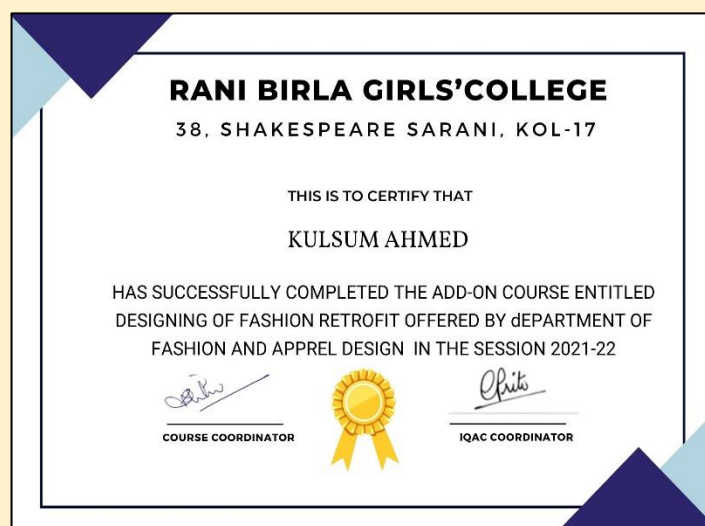 RANI BIRLA GIRLS'COLLEGE
38, SHAKESPEARE SARANI, KOL-17
THIS IS TO CERTIFY THAT
KULSUM AHMED
HAS SUCCESSFULLY COMPLETED THE ADD-ON COURSE ENTITLED
DESIGNING OF FASHION RETROFIT OFFERED BY dEPARTMENT OF
FASHION AND APPREL DESIGN IN THE SESSION 2021-22
COURSE COORDINATOR
IQAC COORDINATOR